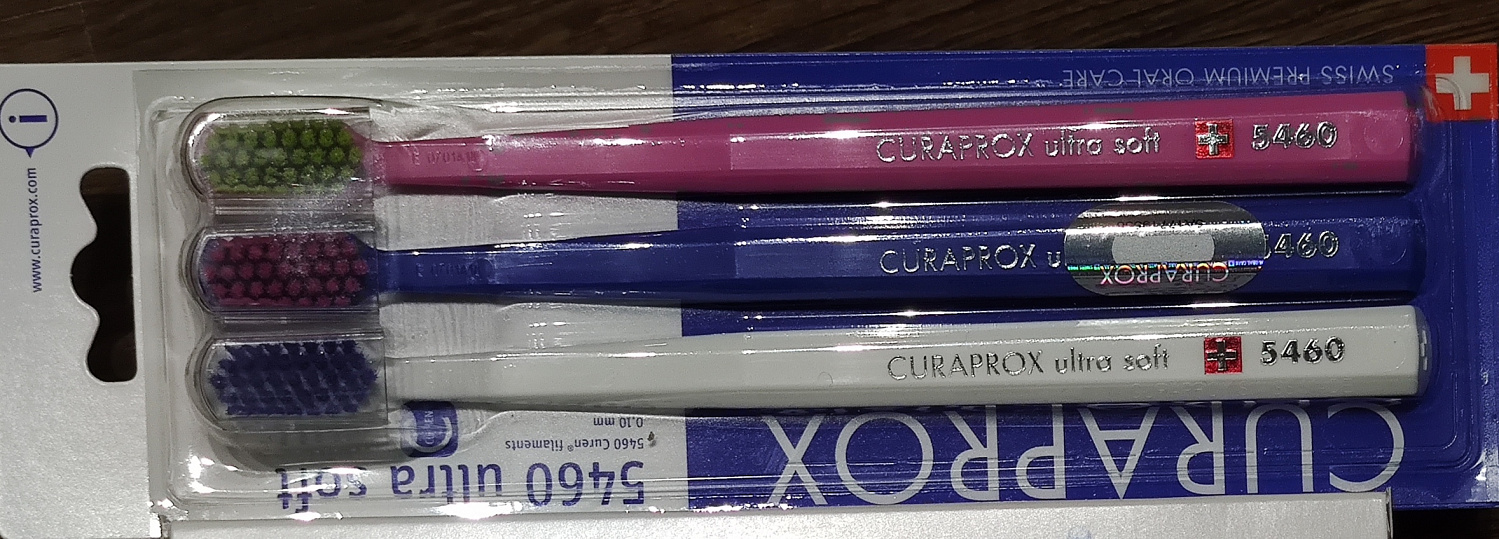 i
www.curaprox.com
SWISS PREMIUM ORAL CARE
CURAPROX ultra soft 5460
CURAPROX u 5460
CURAPROX
CURAPROX ultra soft 5460
CURAPROX
5460 ultra soft
5460 Curen® filaments
0.10 mm